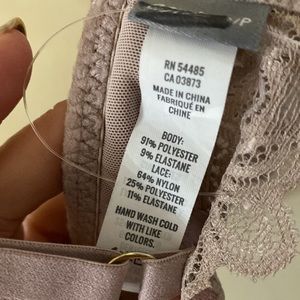 /P
RN 54485
CA 03873
MADE IN CHINA
FABRIQUÉ EN
CHINE
BODY:
91% POLYESTER
9% ELASTANE
LACE:
64% NYLON
25% POLYESTER
11% ELASTANE
HAND WASH COLD
WITH LIKE
COLORS.